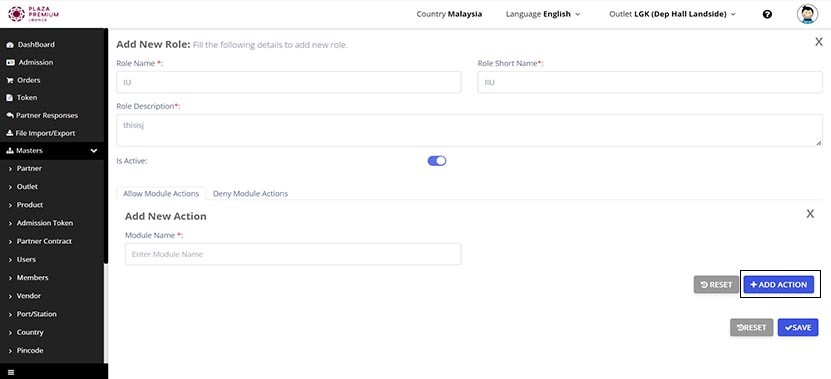 PLAZA
PREMIUM
LOUNGE
Country Malaysia
Language English
Outlet LGK (Dep Hall Landside)
?
DashBoard
Admission
Orders
Token
Partner Responses
File Import/Export
Masters
Partner
Outlet
Product
Admission Token
Partner Contract
Users
Members
Vendor
Port/Station
Country
Pincode
Add New Role: Fill the following details to add new role.
X
Role Name *:
Role Short Name*:
IU
IIU
Role Description*:
thisisj
Is Active:
Allow Module Actions
Deny Module Actions
Add New Action
X
Module Name *:
Enter Module Name
RESET
+ ADD ACTION
RESET
SAVE